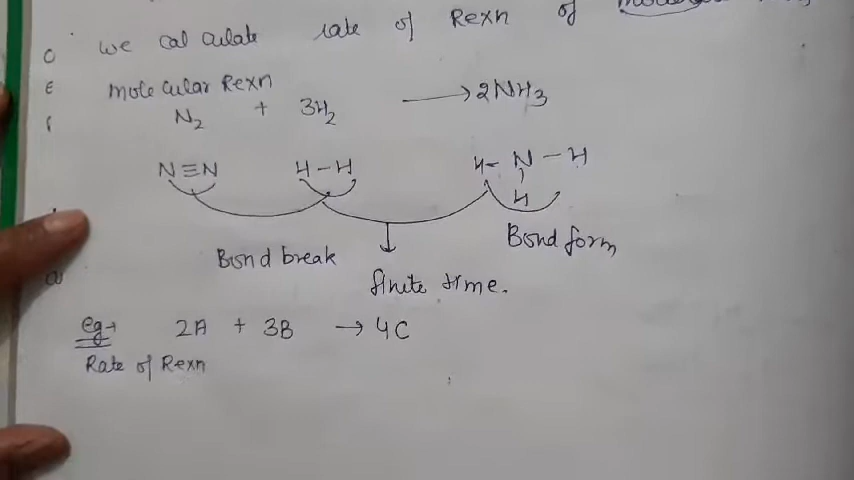 we calculate rate of Rexn of
molecular Rexn
N2 + 3H2 → 2NH3
N≡N H-H H-N-H
H
Bond break Bond form
finite time.
eg→ 2A + 3B → 4C
Rate of Rexn